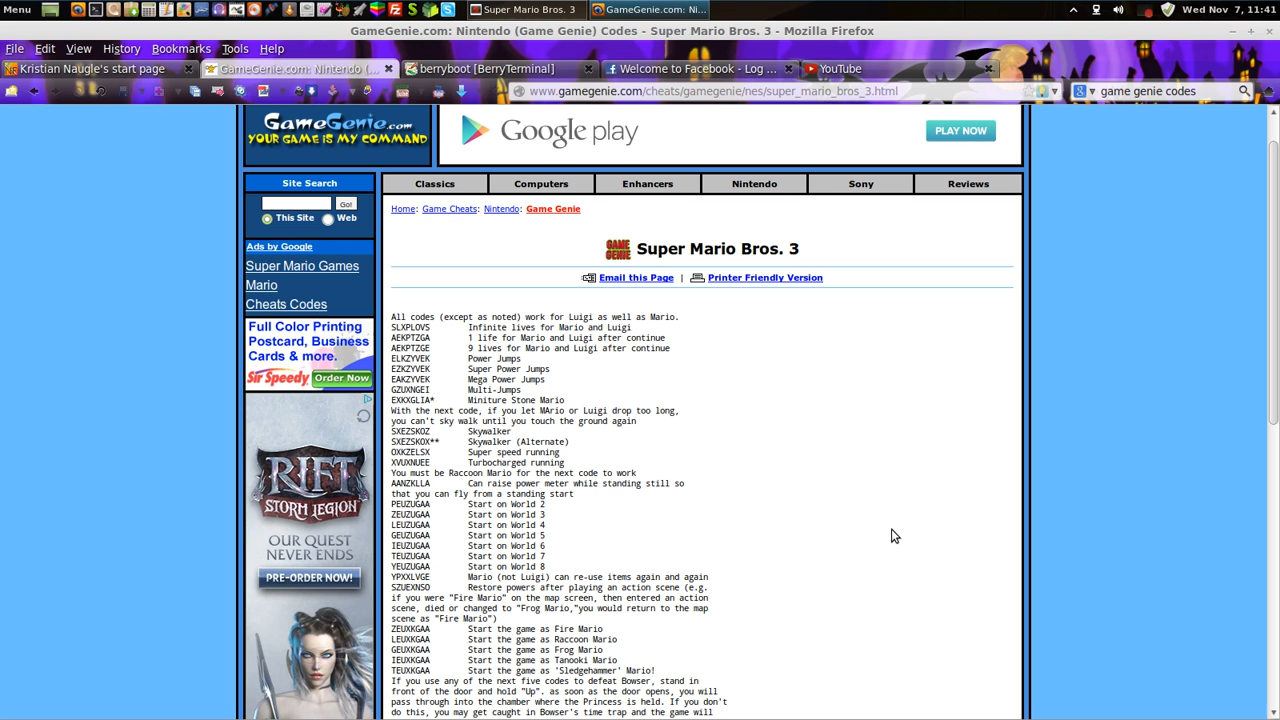 Menu
Super Mario Bros. 3
GameGenie.com: Ni...
Wed Nov 7, 11:41
GameGenie.com: Nintendo (Game Genie) Codes - Super Mario Bros. 3 - Mozilla Firefox
File Edit View History Bookmarks Tools Help
Kristian Naugle's start page
GameGenie.com: Nintendo (...
berryboot [BerryTerminal]
Welcome to Facebook - Log ...
YouTube
www.gamegenie.com/cheats/gamegenie/nes/super_mario_bros_3.html
game genie codes
GameGenie.com
YOUR GAME IS MY COMMAND
Google play
PLAY NOW
Site Search
Go!
This Site Web
Ads by Google
Super Mario Games
Mario
Cheats Codes
Full Color Printing
Postcard, Business
Cards & more.
Sir Speedy Order Now
RIFT
STORM LEGION
OUR QUEST
NEVER ENDS
PRE-ORDER NOW!
Classics Computers Enhancers Nintendo Sony Reviews
Home: Game Cheats: Nintendo: Game Genie
GAME GENIE Super Mario Bros. 3
Email this Page | Printer Friendly Version
All codes (except as noted) work for Luigi as well as Mario.
SLXPLOVS Infinite lives for Mario and Luigi
AEKPTZGA 1 life for Mario and Luigi after continue
AEKPTZGE 9 lives for Mario and Luigi after continue
ELKZYVEK Power Jumps
EZKZYVEK Super Power Jumps
EAKZYVEK Mega Power Jumps
GZUXNGEI Multi-Jumps
EXKXGLIA* Miniture Stone Mario
With the next code, if you let MArio or Luigi drop too long,
you can't sky walk until you touch the ground again
SXEZSKOZ Skywalker
SXEZSKOX** Skywalker (Alternate)
OXKZELSX Super speed running
XVUXNUEE Turbocharged running
You must be Raccoon Mario for the next code to work
AANZKLLA Can raise power meter while standing still so
that you can fly from a standing start
PEUZUGAA Start on World 2
ZEUZUGAA Start on World 3
LEUZUGAA Start on World 4
GEUZUGAA Start on World 5
IEUZUGAA Start on World 6
TEUZUGAA Start on World 7
YEUZUGAA Start on World 8
YPXXLVGE Mario (not Luigi) can re-use items again and again
SZUEXNSO Restore powers after playing an action scene (e.g.
if you were "Fire Mario" on the map screen, then entered an action
scene, died or changed to "Frog Mario,"you would return to the map
scene as "Fire Mario")
ZEUXKGAA Start the game as Fire Mario
LEUXKGAA Start the game as Raccoon Mario
GEUXKGAA Start the game as Frog Mario
IEUXKGAA Start the game as Tanooki Mario
TEUXKGAA Start the game as 'Sledgehammer' Mario!
If you use any of the next five codes to defeat Bowser, stand in
front of the door and hold "Up". as soon as the door opens, you will
pass through into the chamber where the Princess is held. If you don't
do this, you may get caught in Bowser's time trap and the game will